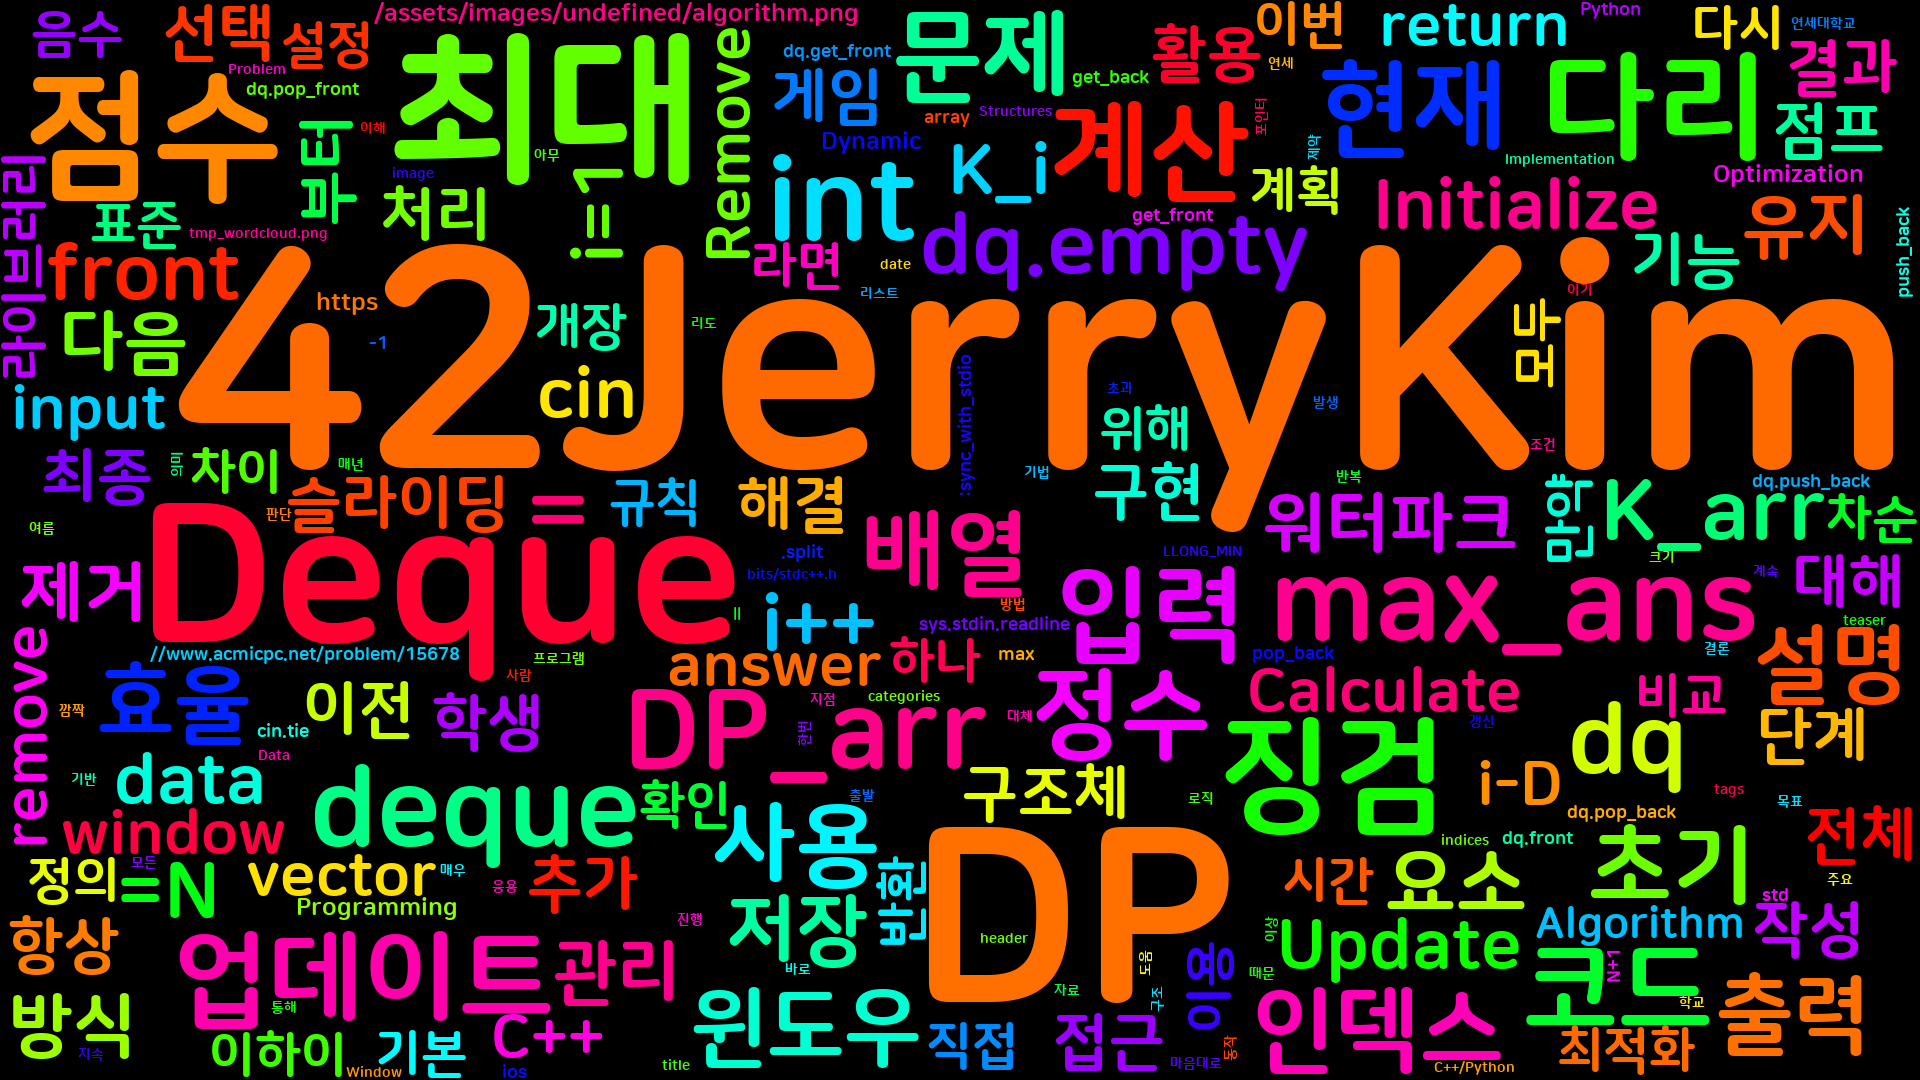 /assets/images/undefined/algorithm.png
음수
선택
설정
Problem
dq.pop_front
이해
점수
최대
Remove
dq.get_front
게임
문제
get_back
활용
이번
연세
return
Python
다시
연세대학교
결과
Structures
array
Dynamic
계산
포인터
제약
현재
다리
점프
Implementation
Optimization
부터
아무
i=1
image
처리
int
K_i
계획
Initialize
유지
표준
tmp_wordcloud.png
라이브러리
front
https
라면
date
dq.empty
get_front
기능
push_back
리스트
이기
다음
-1
개장
리도
42JerryKim
바
머
input
cin
:sync_with_stdio
초과
발생
위해
조건
최종
의미
차이
매년
기법
구현
반복
dq.push_back
여름
판단
슬라이딩
=
규칙
해결
배열
워터파크
K_arr
차순
크기
LLONG_MIN
.split
bits/stdc++.h
제거
Deque
ll
i++
방법
입력
max_ans
계속
대해
teaser
remove
//www.acmicpc.net/problem/15678
프로그램
사람
answer
하나
max
sys.stdin.readline
pop_back
결론
설명
깜짝
효율
이전
학생
cin.tie
Data
DP_arr
지점
categories
한번
대체
정수
Calculate
갱신
비교
dq
단계
기반
data
deque
확인
출발
구조체
로직
징검
i-D
tags
목표
dq.pop_back
window
사용
DP
indices
dq.front
초기
전체
정의
모든
=N
vector
매우
응용
추가
Programming
시간
요소
주요
std
항상
업데이트
관리
진행
저장
header
도움
이상
Update
Algorithm
N+1
작성
방식
통해
지속
이하이
기본
Window
C++
ios
title
바로
윈도우
직접
자료
접근
구조
동작
마음대로
때문
인덱스
코드
학교
C++/Python
최적화
출력